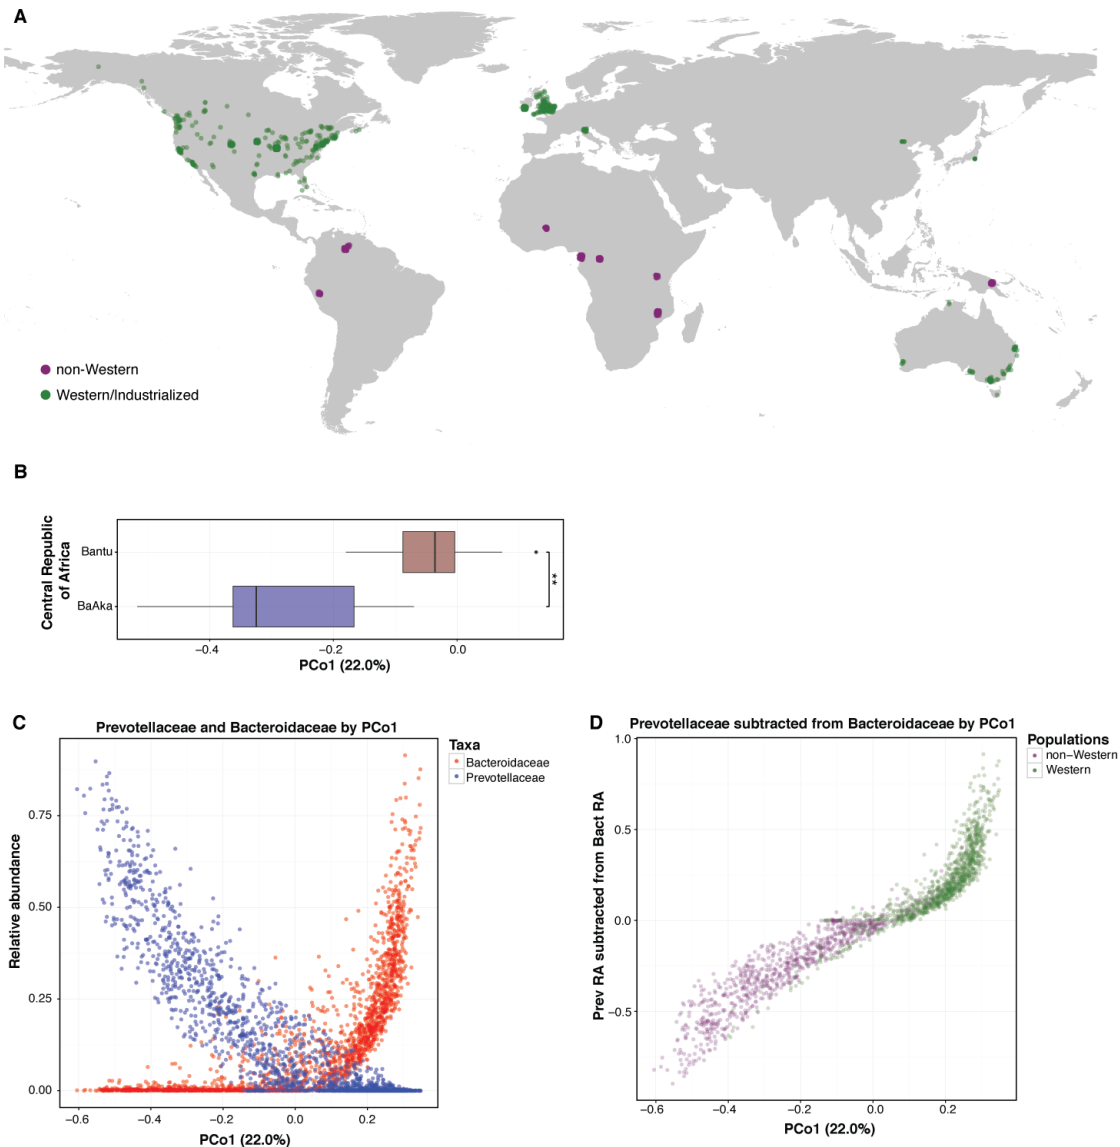 A
non-Western
Western/Industrialized
B
Central Republic
of Africa
Bantu
BaAka
**
−0.4
−0.2
0.0
PCo1 (22.0%)
C
Prevotellaceae and Bacteroidaceae by PCo1
Taxa
Bacteroidaceae
Prevotellaceae
Relative abundance
0.75
0.50
0.25
0.00
−0.6
−0.4
−0.2
0.0
0.2
PCo1 (22.0%)
D
Prevotellaceae subtracted from Bacteroidaceae by PCo1
Populations
non−Western
Western
Prev RA subtracted from Bact RA
1.0
0.5
0.0
−0.5
−0.6
−0.4
−0.2
0.0
0.2
PCo1 (22.0%)